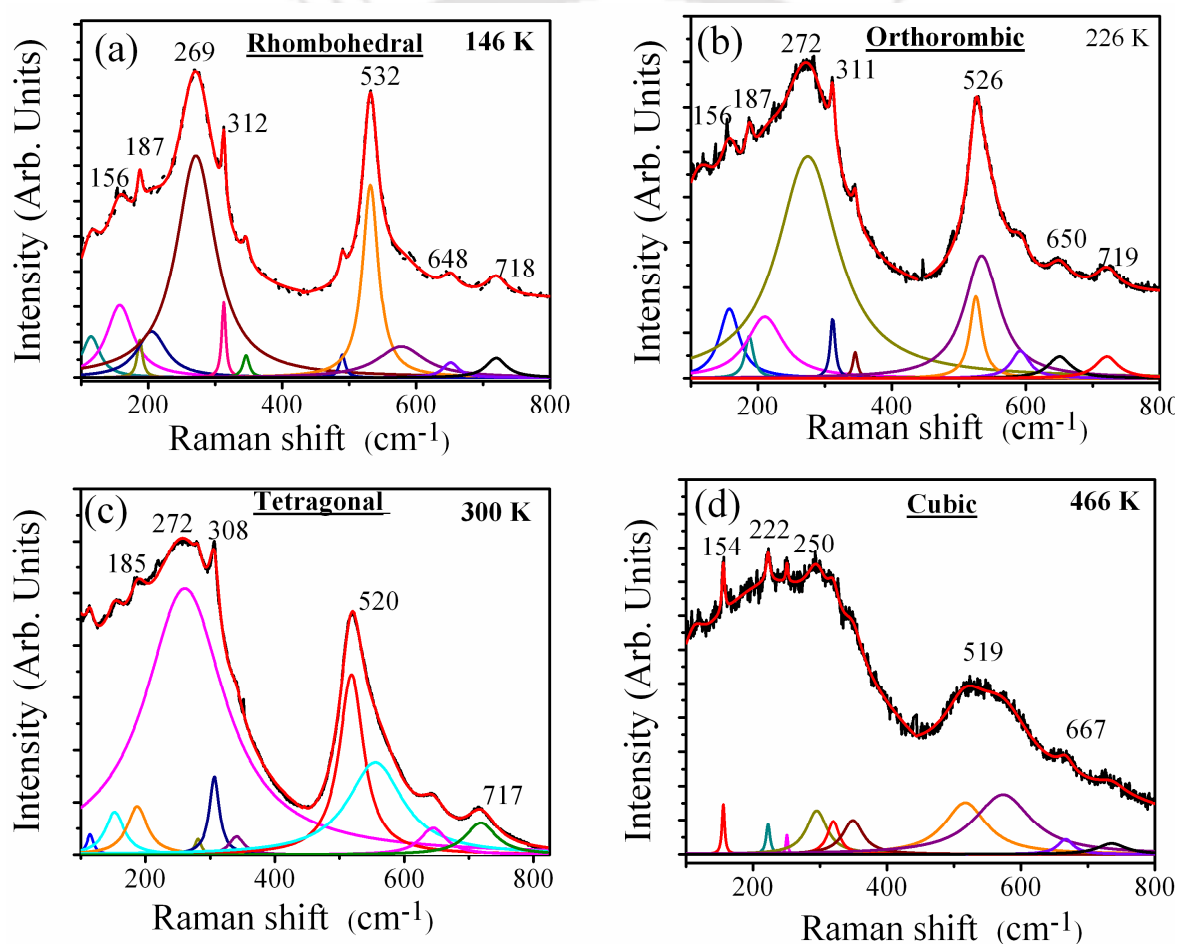 (a)
Rhombohedral
146 K
269
532
312
187
156
648
718
Intensity (Arb. Units)
200
400
600
800
Raman shift (cm-1)
(b)
Orthorombic
226 K
272
311
526
187
156
650
719
Intensity (Arb. Units)
200
400
600
800
Raman shift (cm-1)
(c)
Tetragonal
300 K
272
308
185
520
717
Intensity (Arb. Units)
200
400
600
800
Raman shift (cm-1)
(d)
Cubic
466 K
154
222
250
519
667
Intensity (Arb. Units)
200
400
600
800
Raman shift (cm-1)